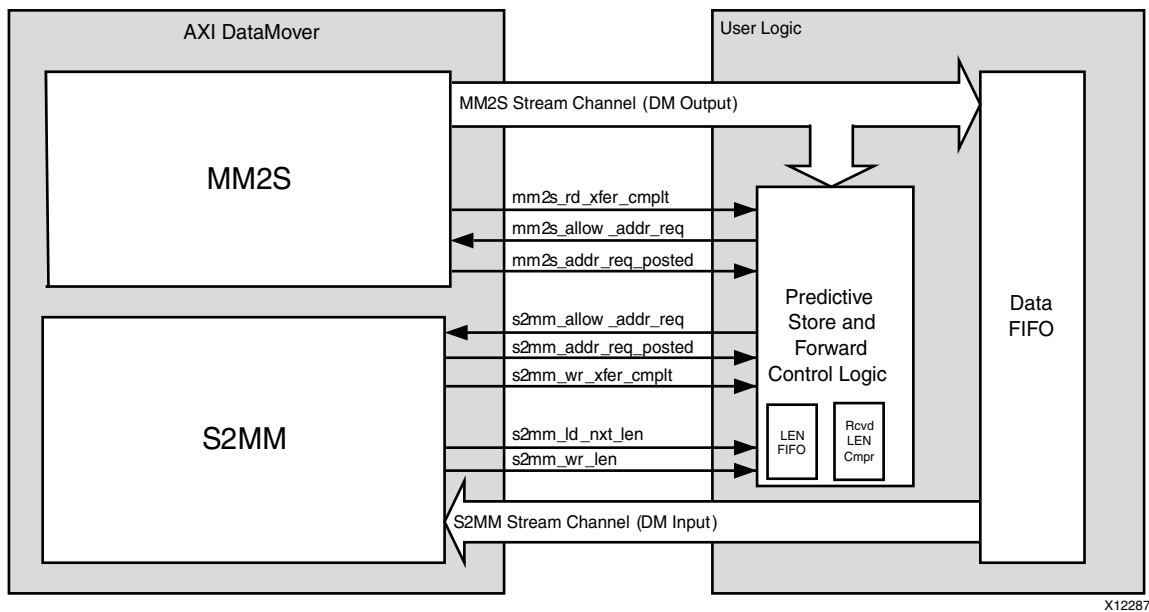 AXI DataMover
User Logic
MM2S Stream Channel (DM Output)
MM2S
mm2s_rd_xfer_cmplt
mm2s_allow _addr_req
mm2s_addr_req_posted
Predictive
Store and
Forward
Control Logic
Data
FIFO
s2mm_allow _addr_req
s2mm_addr_req_posted
s2mm_wr_xfer_cmplt
S2MM
s2mm_ld_nxt_len
s2mm_wr_len
LEN
FIFO
Rcvd
LEN
Cmpr
S2MM Stream Channel (DM Input)
X12287